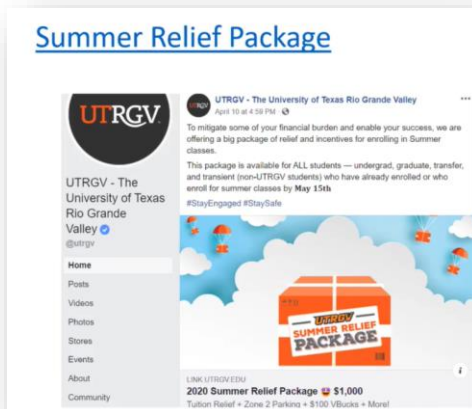 Summer Relief Package
UTRGV
UTRGV - The
University of Texas
Rio Grande
Valley
@utrgv
Home
Posts
Videos
Photos
Stores
Events
About
Community
UTRGV
UTRGV - The University of Texas Rio Grande Valley
April 10 at 4:59 PM ·
To mitigate some of your financial burden and enable your success, we are
offering a big package of relief and incentives for enrolling in Summer
classes.
This package is available for ALL students — undergrad, graduate, transfer,
and transient (non-UTRGV students) who have already enrolled or who
enroll for summer classes by May 15th
#StayEngaged #StaySafe
UTRGV
SUMMER RELIEF
PACKAGE
LINK.UTRGV.EDU
2020 Summer Relief Package 🤩 $1,000
Tuition Relief + Zone 2 Parking + $100 VBucks + More!